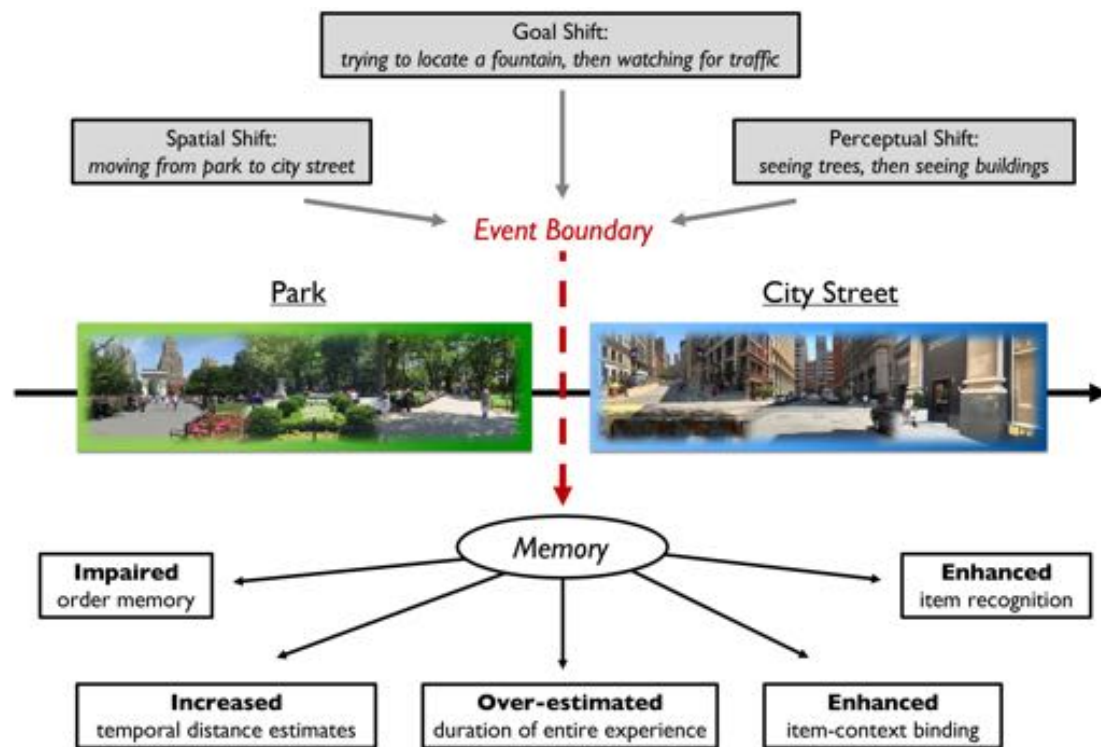 Goal Shift:
trying to locate a fountain, then watching for traffic
Spatial Shift:
moving from park to city street
Perceptual Shift:
seeing trees, then seeing buildings
Event Boundary
Park
City Street
Memory
Impaired
order memory
Enhanced
item recognition
Increased
temporal distance estimates
Over-estimated
duration of entire experience
Enhanced
item-context binding